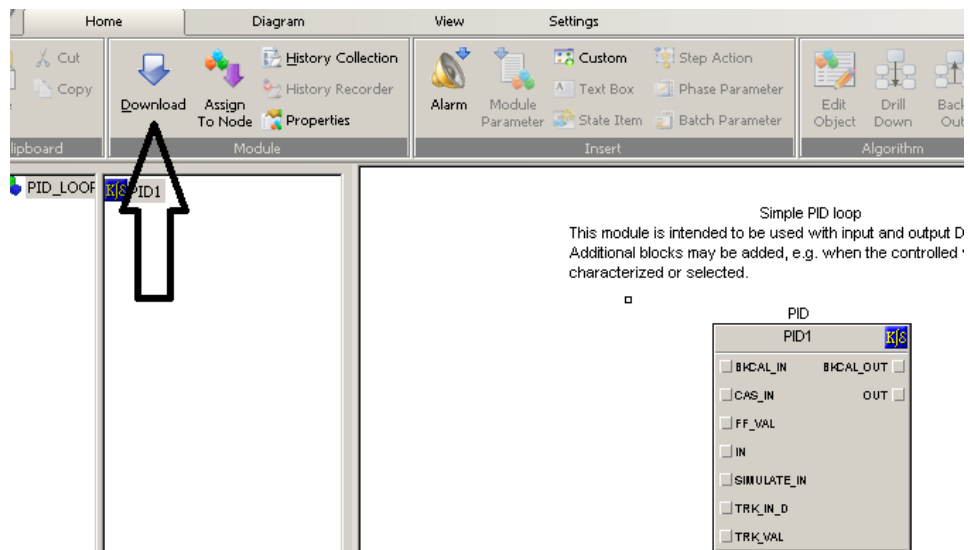 Home Diagram View Settings
Cut
Copy
Download
Assign To Node
History Collection
History Recorder
Properties
Alarm
Module Parameter
Custom
Text Box
State Item
Step Action
Phase Parameter
Batch Parameter
Edit Object
Drill Down
Back Out
lipboard Module Insert Algorithm
PID_LOOP PID1
Simple PID loop
This module is intended to be used with input and output D
Additional blocks may be added, e.g. when the controlled
characterized or selected.
PID
PID1
BKCAL_IN BKCAL_OUT
CAS_IN OUT
FF_VAL
IN
SIMULATE_IN
TRK_IN_D
TRK_VAL